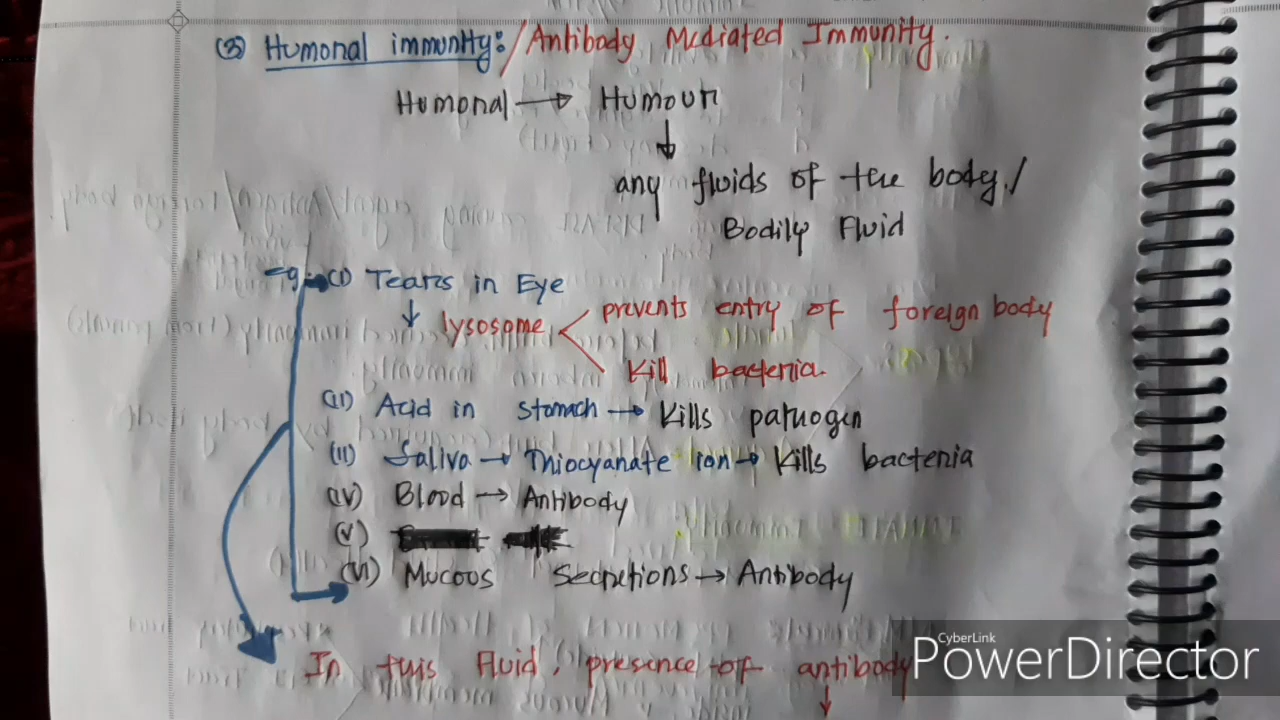 (3) Humoral immunity:/Antibody Mediated Immunity.
Humoral → Humour
↓
any fluids of the body./
Bodily Fluid
eg → (i) Tears in Eye
↓ lysosome < prevents entry of foreign body
Kill bacteria.
(ii) Acid in stomach → Kills pathogen
(iii) Saliva → Thiocyanate ion → Kills bacteria
(iv) Blood → Antibody
(v)
(vi) Mucous Secretions → Antibody
In this Fluid, presence of antibody
↓
CyberLink
PowerDirector